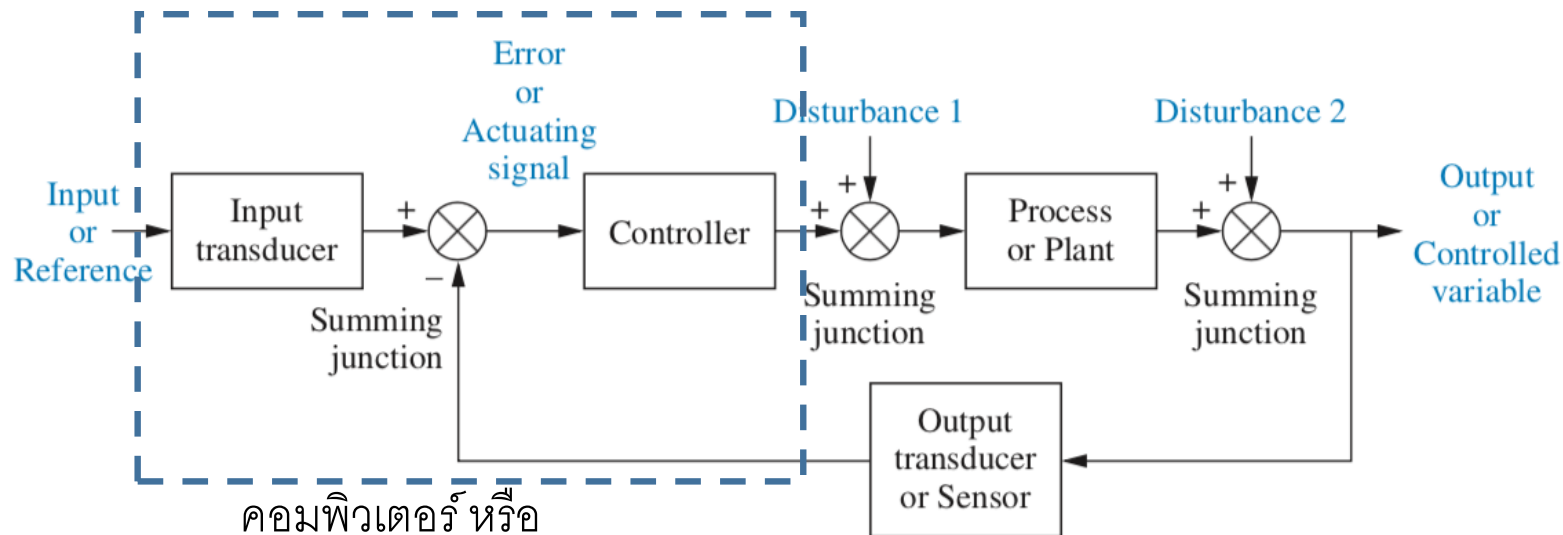 Error
or
Actuating
signal
Disturbance 1
Disturbance 2
Input
or
Reference
Input
transducer
+
−
Summing
junction
Controller
+
+
Summing
junction
Process
or Plant
+
+
Summing
junction
Output
or
Controlled
variable
Output
transducer
or Sensor
คอมพิวเตอร์ หรือ